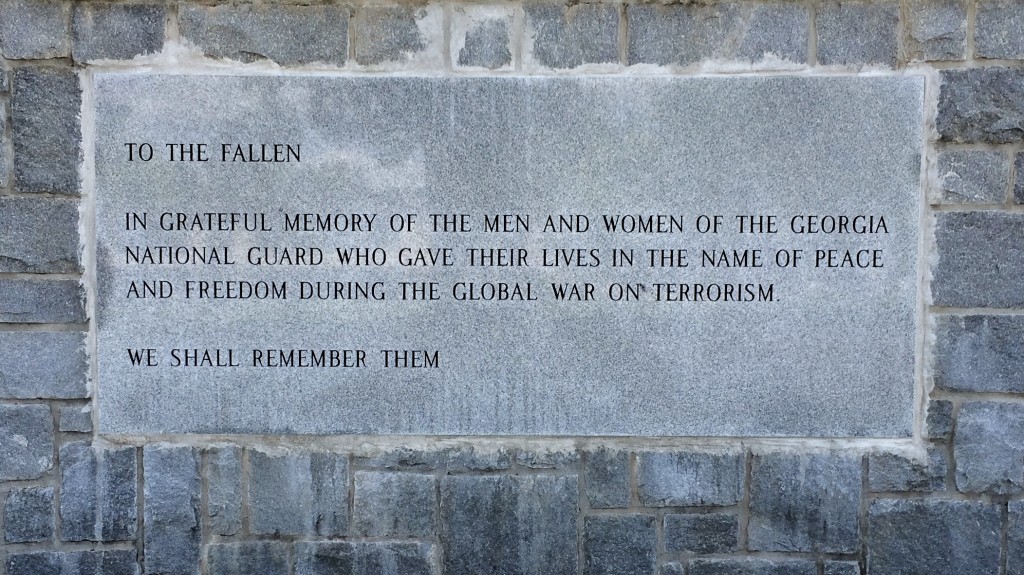 TO THE FALLEN
IN GRATEFUL MEMORY OF THE MEN AND WOMEN OF THE GEORGIA
NATIONAL GUARD WHO GAVE THEIR LIVES IN THE NAME OF PEACE
AND FREEDOM DURING THE GLOBAL WAR ON TERRORISM.
WE SHALL REMEMBER THEM